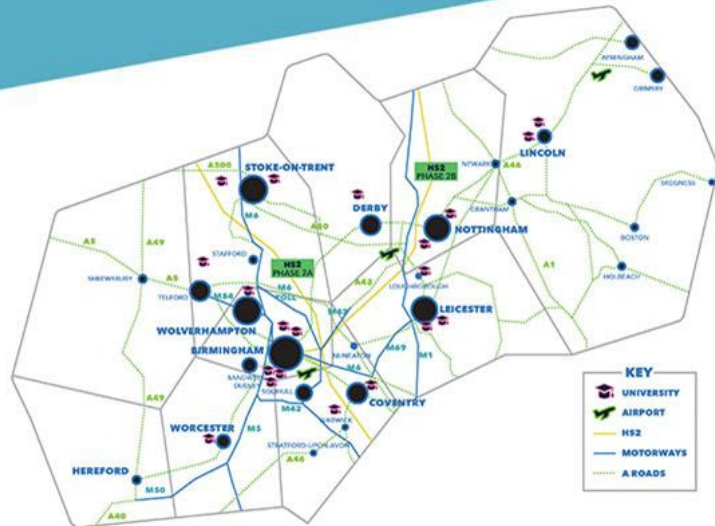 IMMINGHAM
GRIMSBY
LINCOLN
A500
STOKE-ON-TRENT
HS2
PHASE 2B
NEWARK
A46
SKEGNESS
M6
DERBY
A49
GRANTHAM
A50
NOTTINGHAM
BOSTON
A5
STAFFORD
HS2
PHASE 2A
A1
HOLBEACH
SHREWSBURY
A5
A42
LOUGHBOROUGH
M6
TOLL
TELFORD
M54
M42
LEICESTER
WOLVERHAMPTON
BIRMINGHAM
NUNEATON
M69
M1
M6
KEY
UNIVERSITY
AIRPORT
HS2
MOTORWAYS
A ROADS
DUDLEY
SOLIHULL
COVENTRY
A49
M42
WORCESTER
M5
WARWICK
STRATFORD-UPON-AVON
A46
HEREFORD
M50
A40